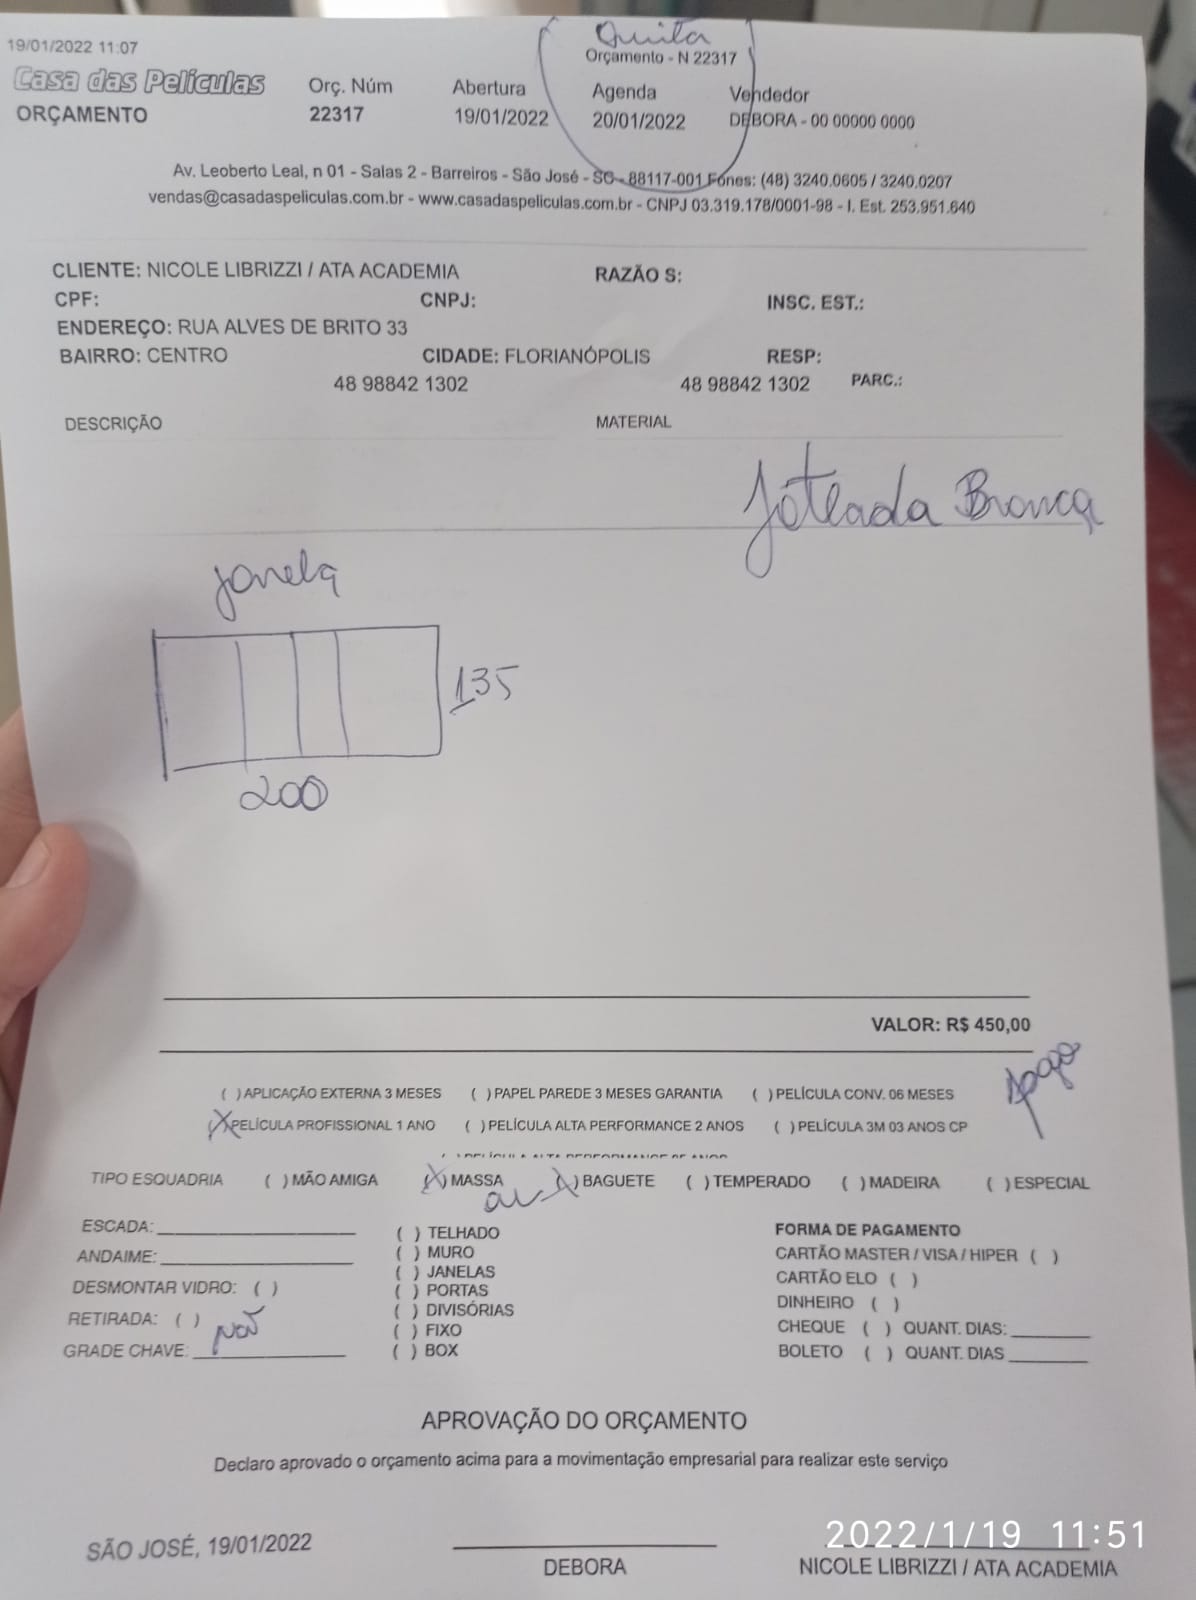 Quinta
19/01/2022 11:07
Orçamento - N 22317
Casa das Películas
Orç. Núm Abertura Agenda Vendedor
ORÇAMENTO 22317 19/01/2022 20/01/2022 DEBORA - 00 00000 0000
Av. Leoberto Leal, n 01 - Salas 2 - Barreiros - São José - SC - 88117-001 Fones: (48) 3240.0605 / 3240.0207
vendas@casadaspeliculas.com.br - www.casadaspeliculas.com.br - CNPJ 03.319.178/0001-98 - I. Est. 253.951.640
CLIENTE: NICOLE LIBRIZZI / ATA ACADEMIA RAZÃO S:
CPF: CNPJ: INSC. EST.:
ENDEREÇO: RUA ALVES DE BRITO 33
BAIRRO: CENTRO CIDADE: FLORIANÓPOLIS RESP:
48 98842 1302 48 98842 1302 PARC.:
DESCRIÇÃO MATERIAL
Jateada Branca
janela
135
200
VALOR: R$ 450,00
pago
( ) APLICAÇÃO EXTERNA 3 MESES ( ) PAPEL PAREDE 3 MESES GARANTIA ( ) PELÍCULA CONV. 06 MESES
(X) PELÍCULA PROFISSIONAL 1 ANO ( ) PELÍCULA ALTA PERFORMANCE 2 ANOS ( ) PELÍCULA 3M 03 ANOS CP
TIPO ESQUADRIA ( ) MÃO AMIGA (X) MASSA (X) BAGUETE ( ) TEMPERADO ( ) MADEIRA ( ) ESPECIAL
ou
ESCADA: ( ) TELHADO FORMA DE PAGAMENTO
ANDAIME: ( ) MURO CARTÃO MASTER / VISA / HIPER ( )
DESMONTAR VIDRO: ( ) ( ) JANELAS CARTÃO ELO ( )
( ) PORTAS DINHEIRO ( )
RETIRADA: ( ) não ( ) DIVISÓRIAS
( ) FIXO CHEQUE ( ) QUANT. DIAS:
GRADE CHAVE: ( ) BOX BOLETO ( ) QUANT. DIAS
APROVAÇÃO DO ORÇAMENTO
Declaro aprovado o orçamento acima para a movimentação empresarial para realizar este serviço
SÃO JOSÉ, 19/01/2022
2022/1/19 11:51
DEBORA NICOLE LIBRIZZI / ATA ACADEMIA